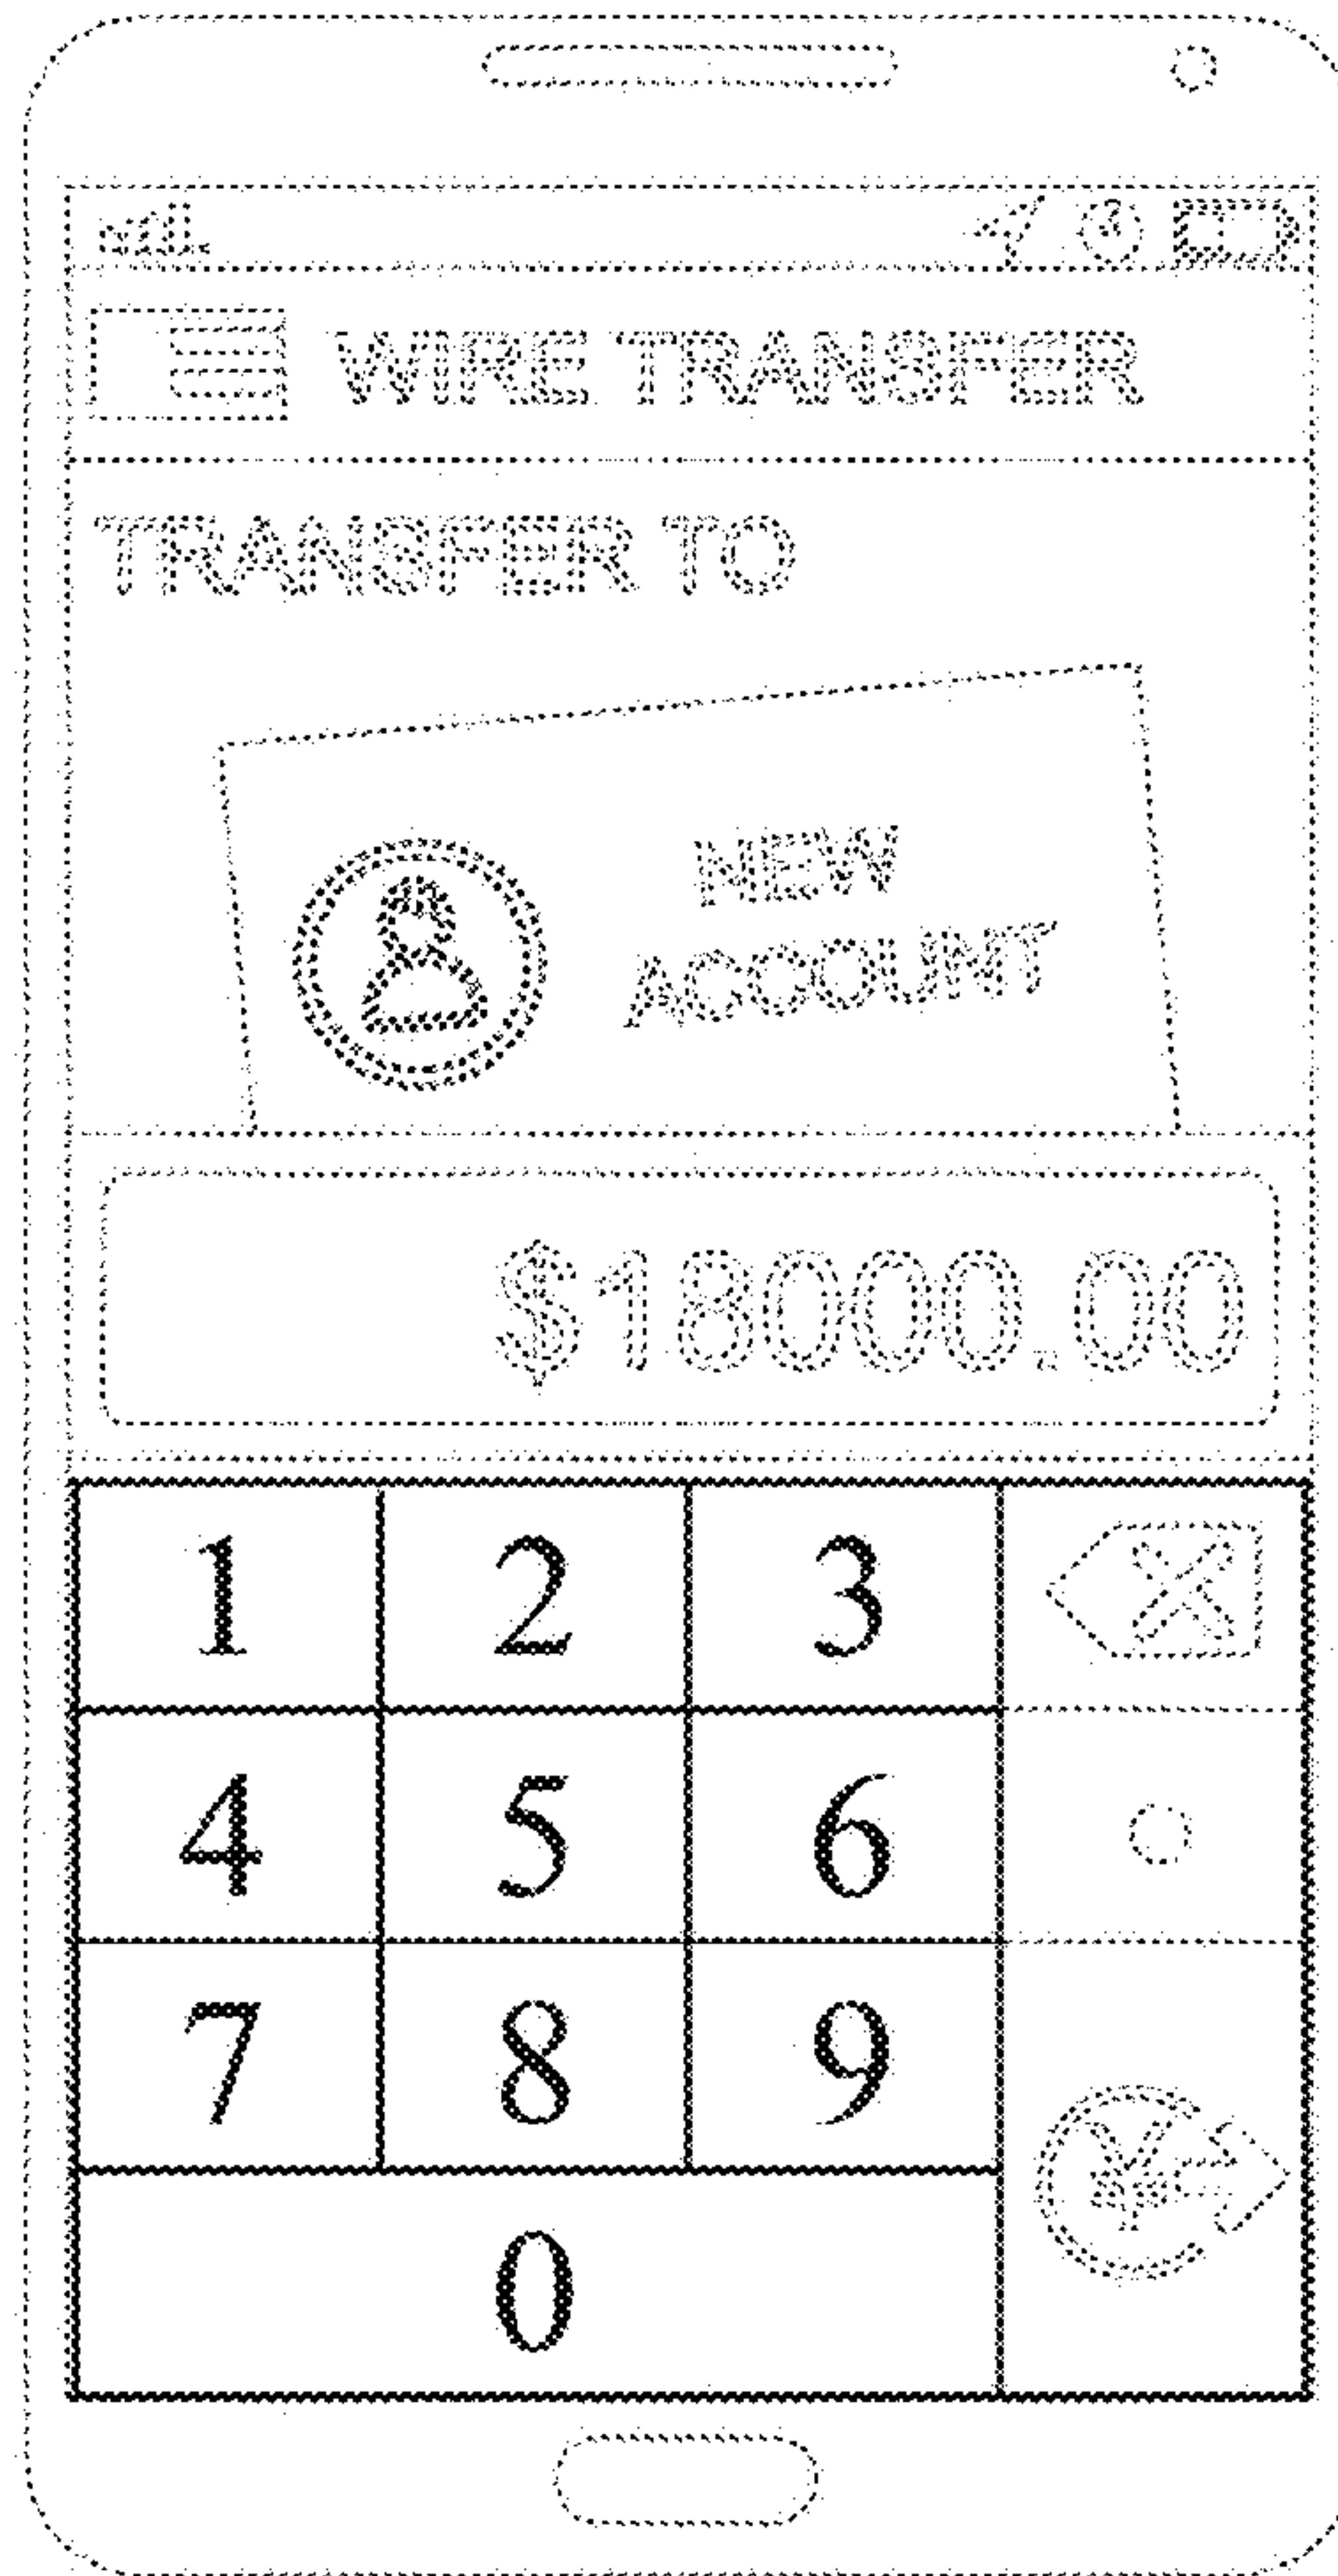 WIRE TRANSFER
TRANSFER TO
NEW
ACCOUNT
$18000.00
1 2 3
4 5 6
7 8 9
0